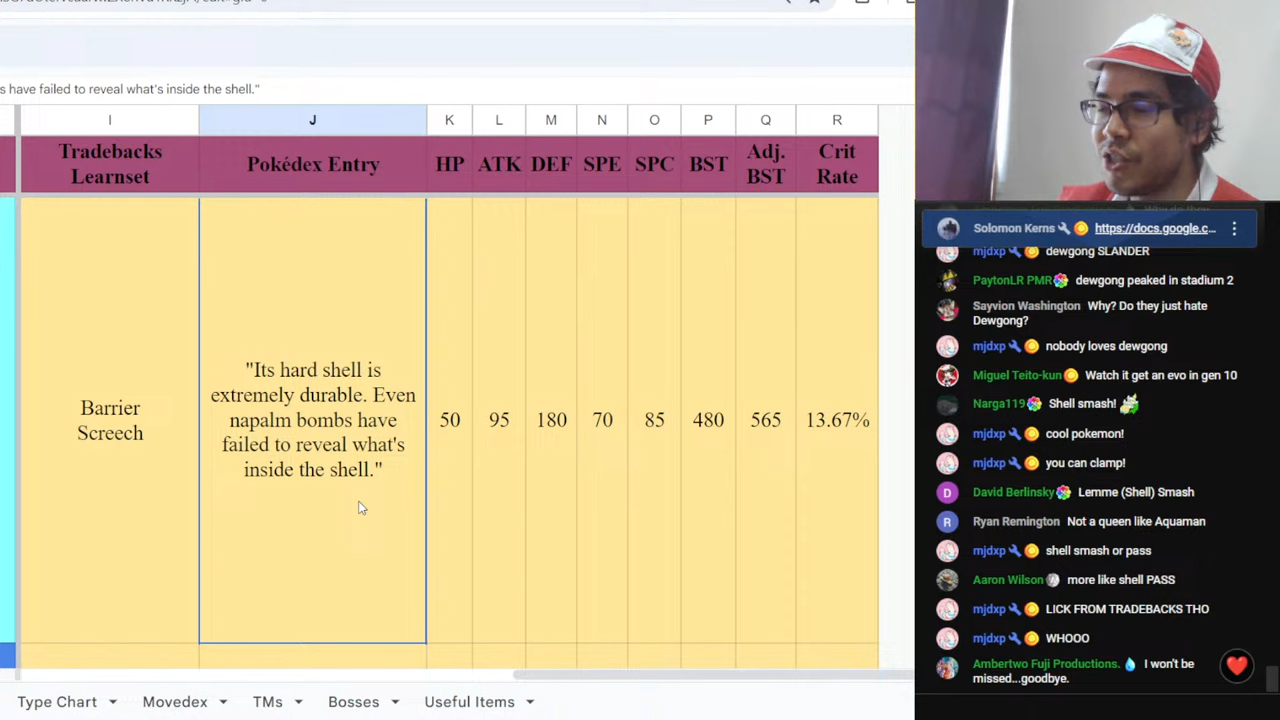 s have failed to reveal what's inside the shell."
I
J
K
L
M
N
O
P
Q
R
Tradebacks
Learnset
Pokédex Entry
HP
ATK
DEF
SPE
SPC
BST
Adj.
BST
Crit
Rate
Barrier
Screech
"Its hard shell is
extremely durable. Even
napalm bombs have
failed to reveal what's
inside the shell."
50
95
180
70
85
480
565
13.67%
Type Chart
Movedex
TMs
Bosses
Useful Items
Solomon Kerns https://docs.google.c...
mjdxp dewgong SLANDER
PaytonLR PMR dewgong peaked in stadium 2
Sayvion Washington Why? Do they just hate
Dewgong?
mjdxp nobody loves dewgong
Miguel Teito-kun Watch it get an evo in gen 10
Narga119 Shell smash!
mjdxp cool pokemon!
mjdxp you can clamp!
D David Berlinsky Lemme (Shell) Smash
Ryan Remington Not a queen like Aquaman
mjdxp shell smash or pass
Aaron Wilson more like shell PASS
mjdxp LICK FROM TRADEBACKS THO
mjdxp WHOOO
Ambertwo Fuji Productions. I won't be
missed...goodbye.